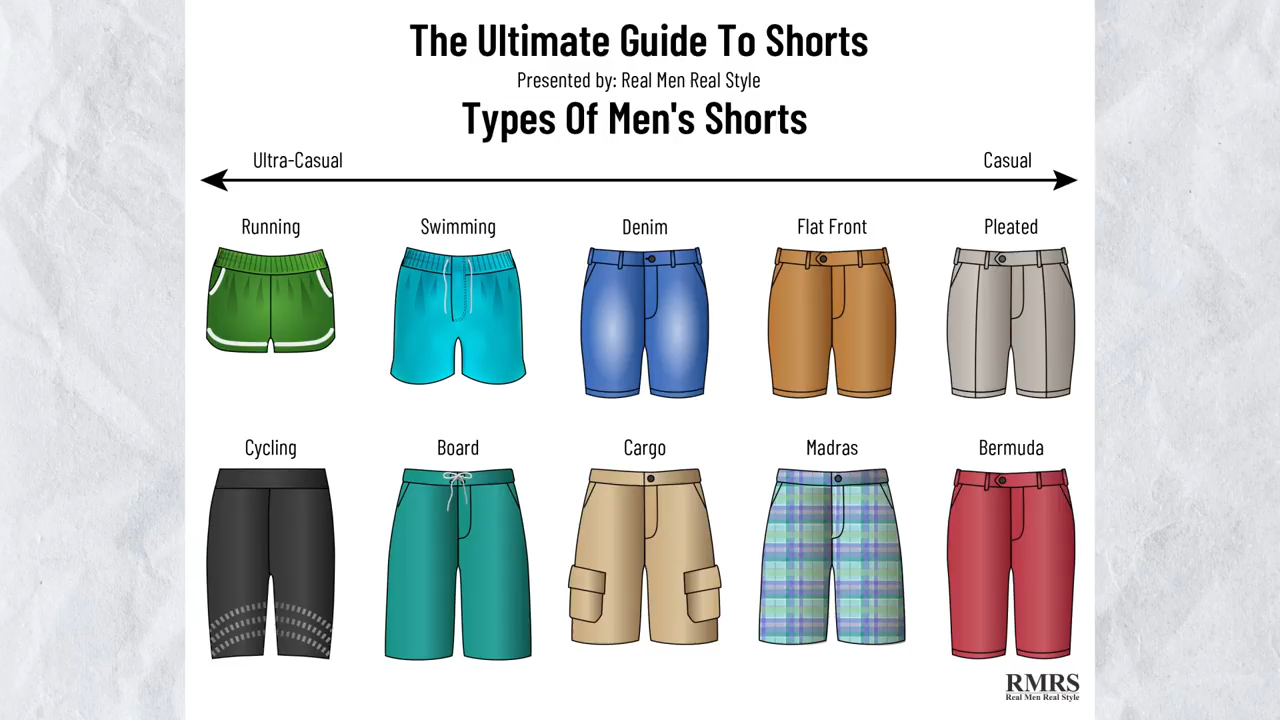 The Ultimate Guide To Shorts
Presented by: Real Men Real Style
Types Of Men's Shorts
Ultra-Casual
Casual
Running
Swimming
Denim
Flat Front
Pleated
Cycling
Board
Cargo
Madras
Bermuda
RMRS
Real Men Real Style